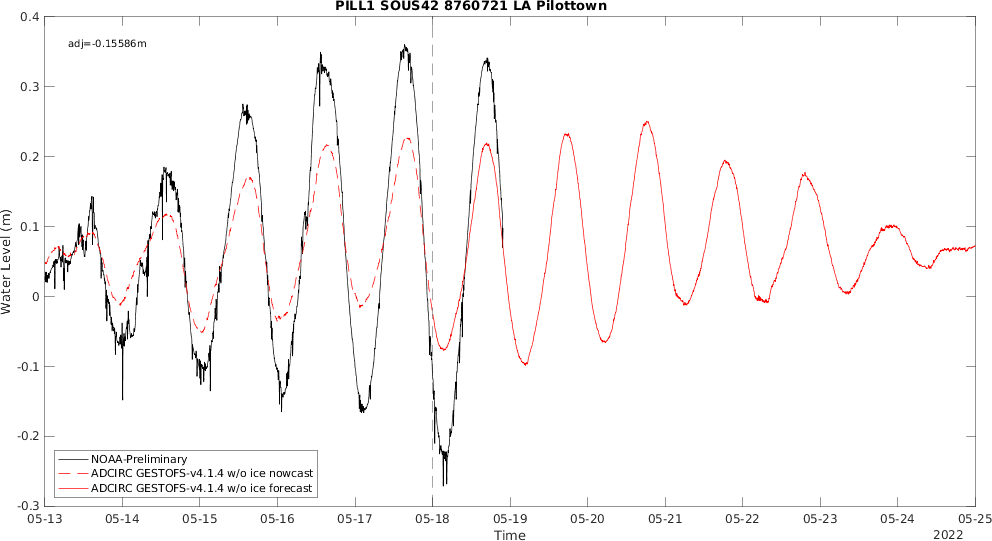 PILL1 SOUS42 8760721 LA Pilottown
adj=-0.15586m
0.4
0.3
0.2
0.1
0
-0.1
-0.2
-0.3
Water Level (m)
NOAA-Preliminary
ADCIRC GESTOFS-v4.1.4 w/o ice nowcast
ADCIRC GESTOFS-v4.1.4 w/o ice forecast
05-13 05-14 05-15 05-16 05-17 05-18 05-19 05-20 05-21 05-22 05-23 05-24 05-25
Time
2022